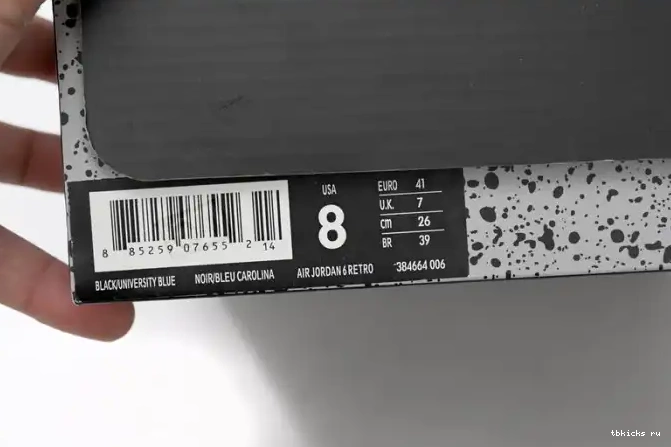 USA
8
EURO 41
U.K. 7
cm 26
BR 39
8 85259 07655 2 14
BLACK/UNIVERSITY BLUE NOIR/BLEU CAROLINA AIR JORDAN 6 RETRO 384664 006
tbkicks ru